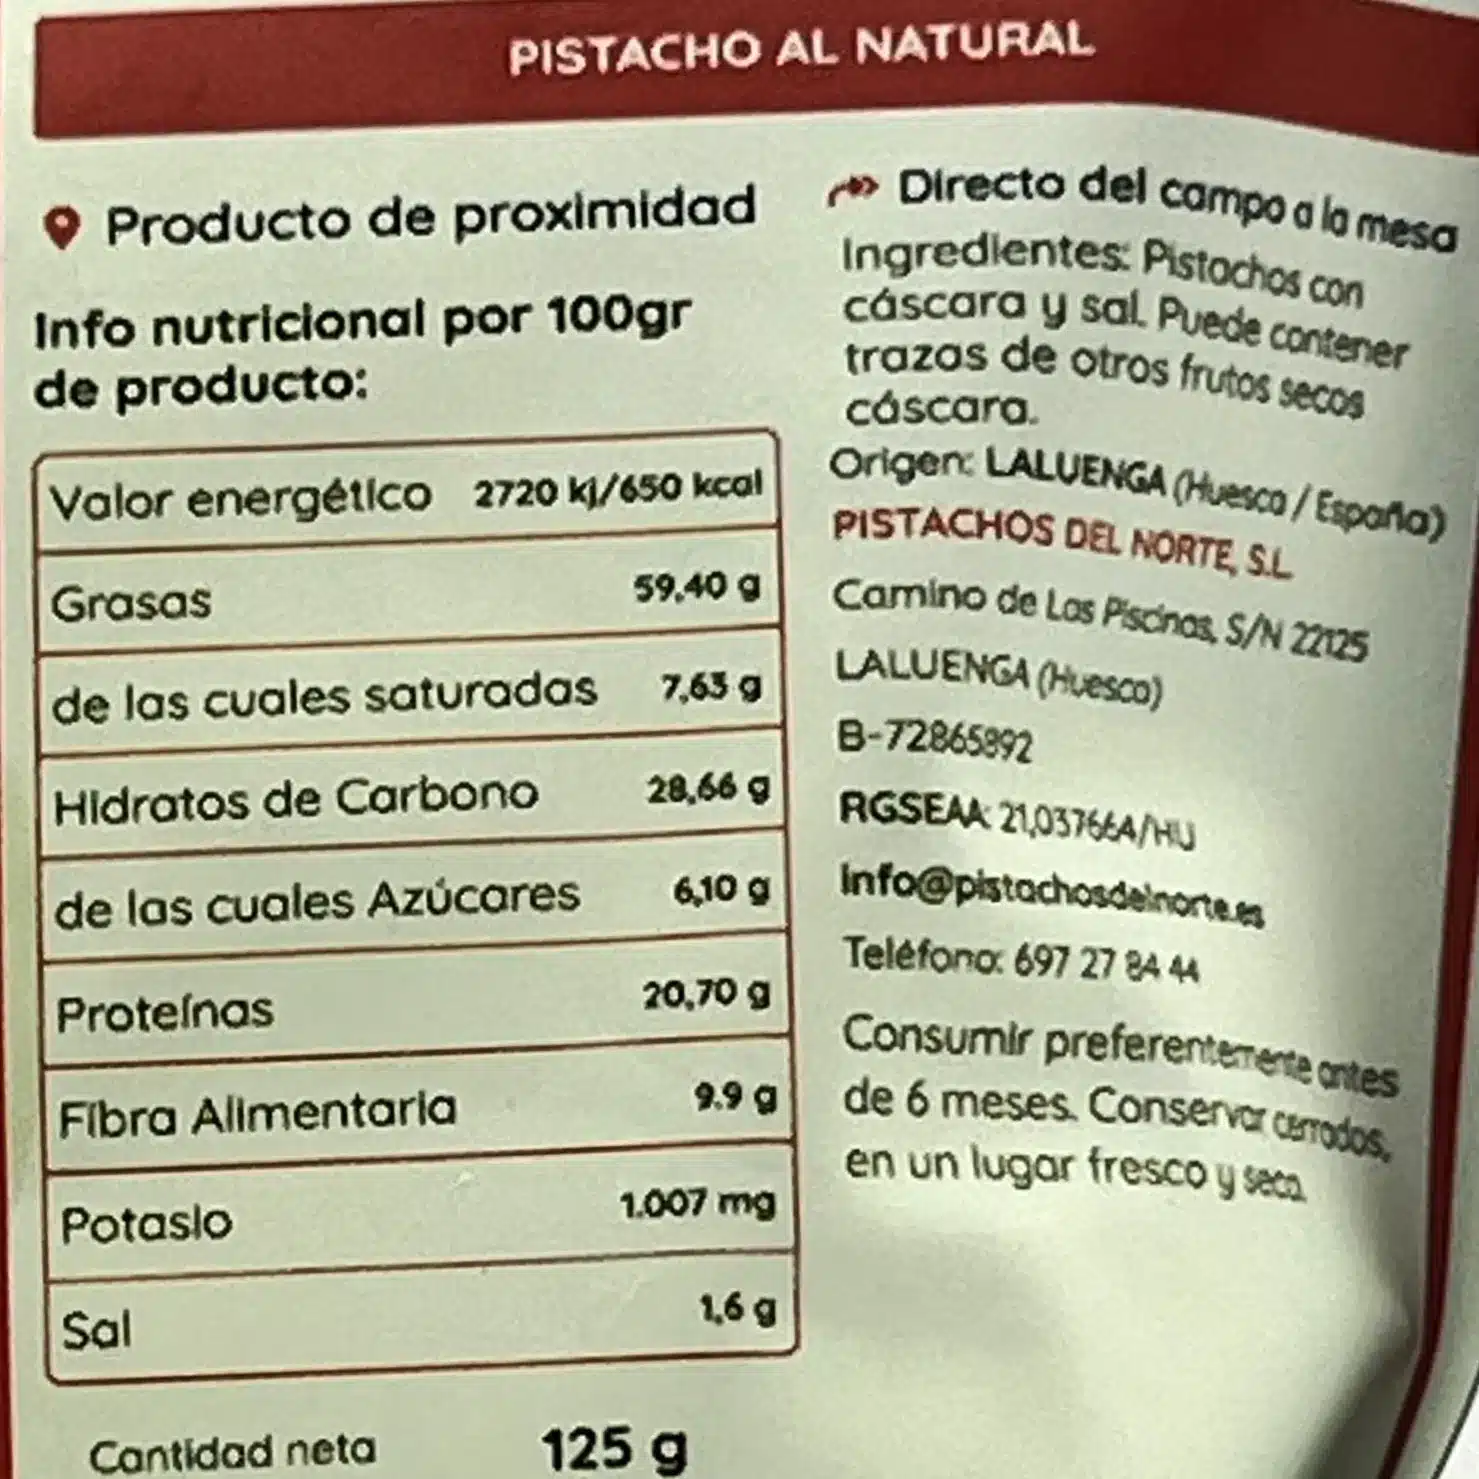 PISTACHO AL NATURAL
Producto de proximidad
Info nutricional por 100gr
de producto:
Valor energético 2720 kj/650 kcal
Grasas 59.40 g
de las cuales saturadas 7,63 g
Hidratos de Carbono 28,66 g
de las cuales Azúcares 6,10 g
Proteínas 20,70 g
Fibra Alimentaria 9.9 g
Potasio 1.007 mg
Sal 1,6 g
Cantidad neta 125 g
Directo del campo a la mesa
Ingredientes: Pistachos con
cáscara y sal. Puede contener
trazas de otros frutos secos
cáscara.
Origen: LALUENGA (Huesca / España)
PISTACHOS DEL NORTE, S.L.
Camino de Las Piscinas, S/N 22125
LALUENGA (Huesca)
B-72865892
RGSEAA: 21,037664/HU
info@pistachosdelnorte.es
Teléfono: 697 27 84 44
Consumir preferentemente antes
de 6 meses. Conservar cerrados,
en un lugar fresco y seco.